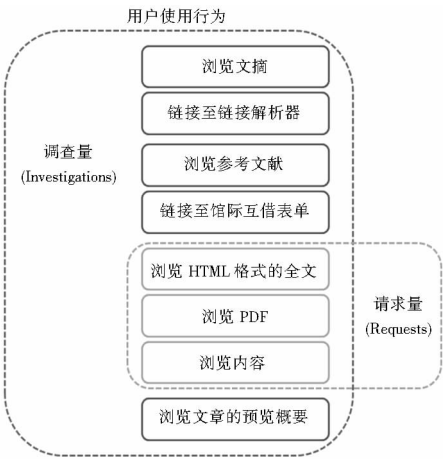 用户使用行为
浏览文摘
链接至链接解析器
调查量
(Investigations)
浏览参考文献
链接至馆际互借表单
浏览 HTML 格式的全文
浏览 PDF
请求量
(Requests)
浏览内容
浏览文章的预览概要